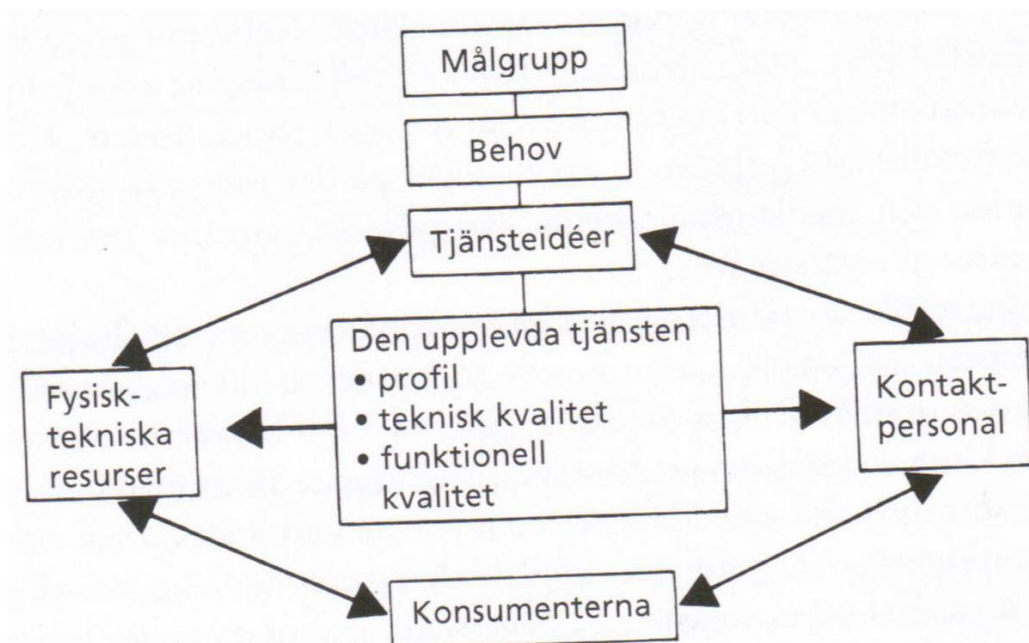 Målgrupp
Behov
Tjänsteidéer
Den upplevda tjänsten
• profil
• teknisk kvalitet
• funktionell
kvalitet
Fysisk-
tekniska
resurser
Kontakt-
personal
Konsumenterna